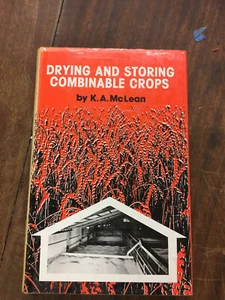 DRYING AND STORING
COMBINABLE CROPS
by K.A.McLean